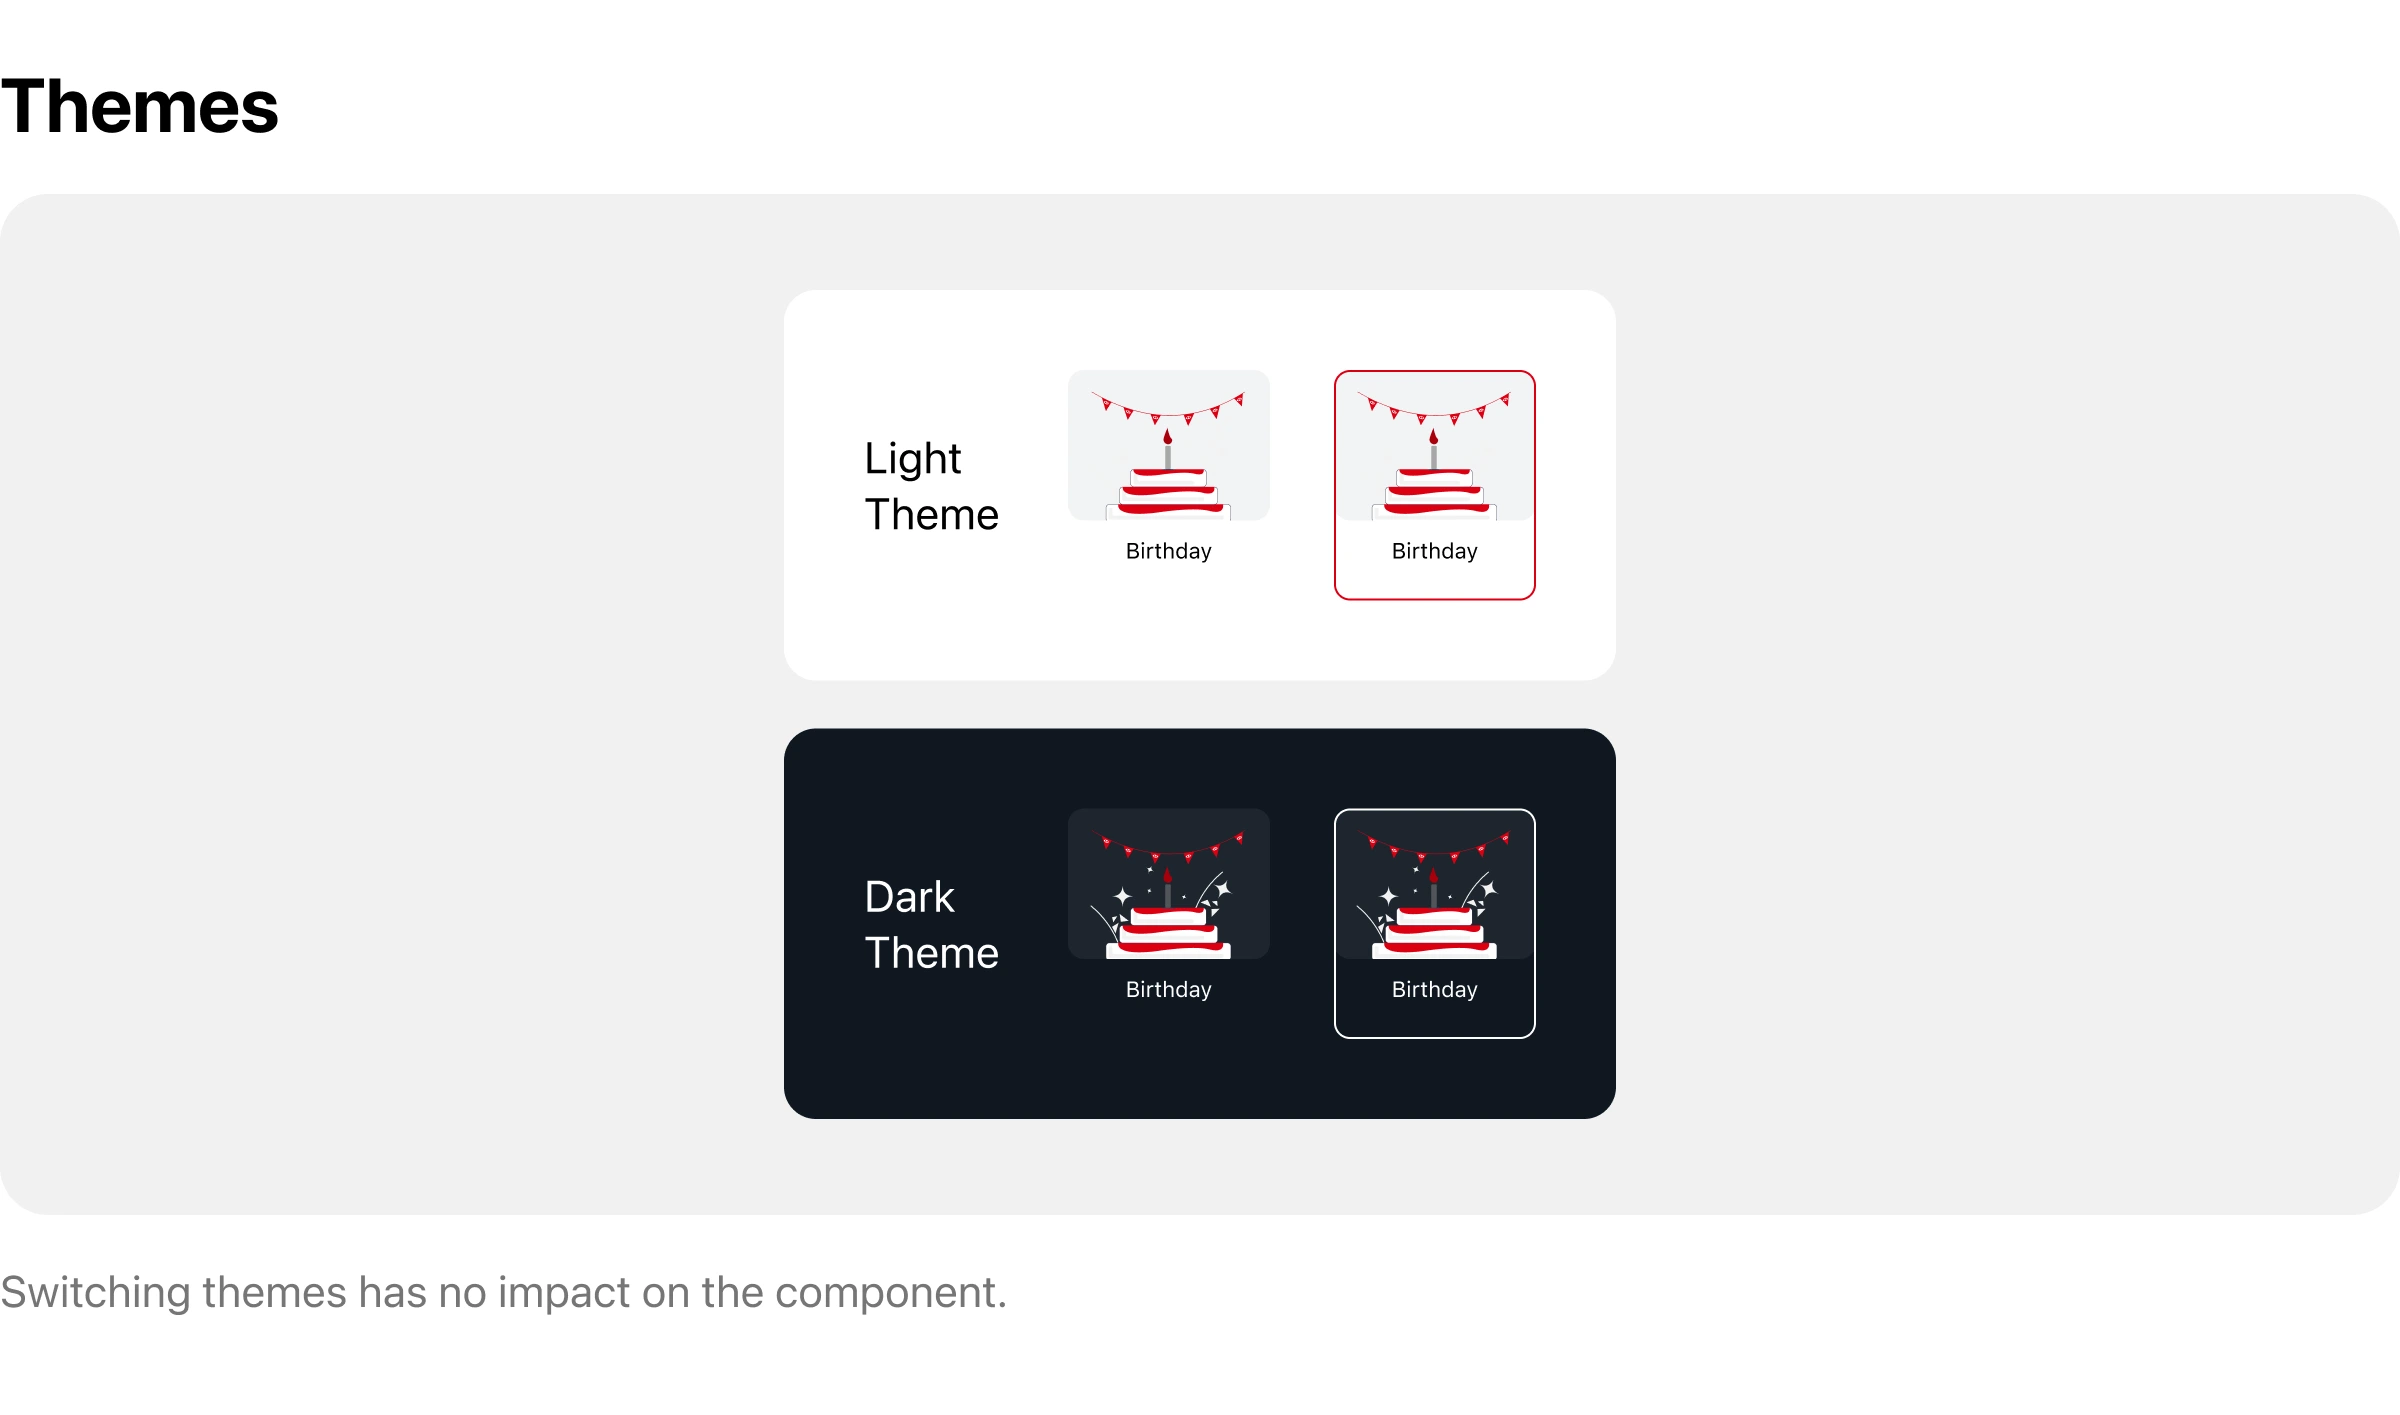 Themes
Light
Theme
Birthday
Birthday
Dark
Theme
Birthday
Birthday
Switching themes has no impact on the component.